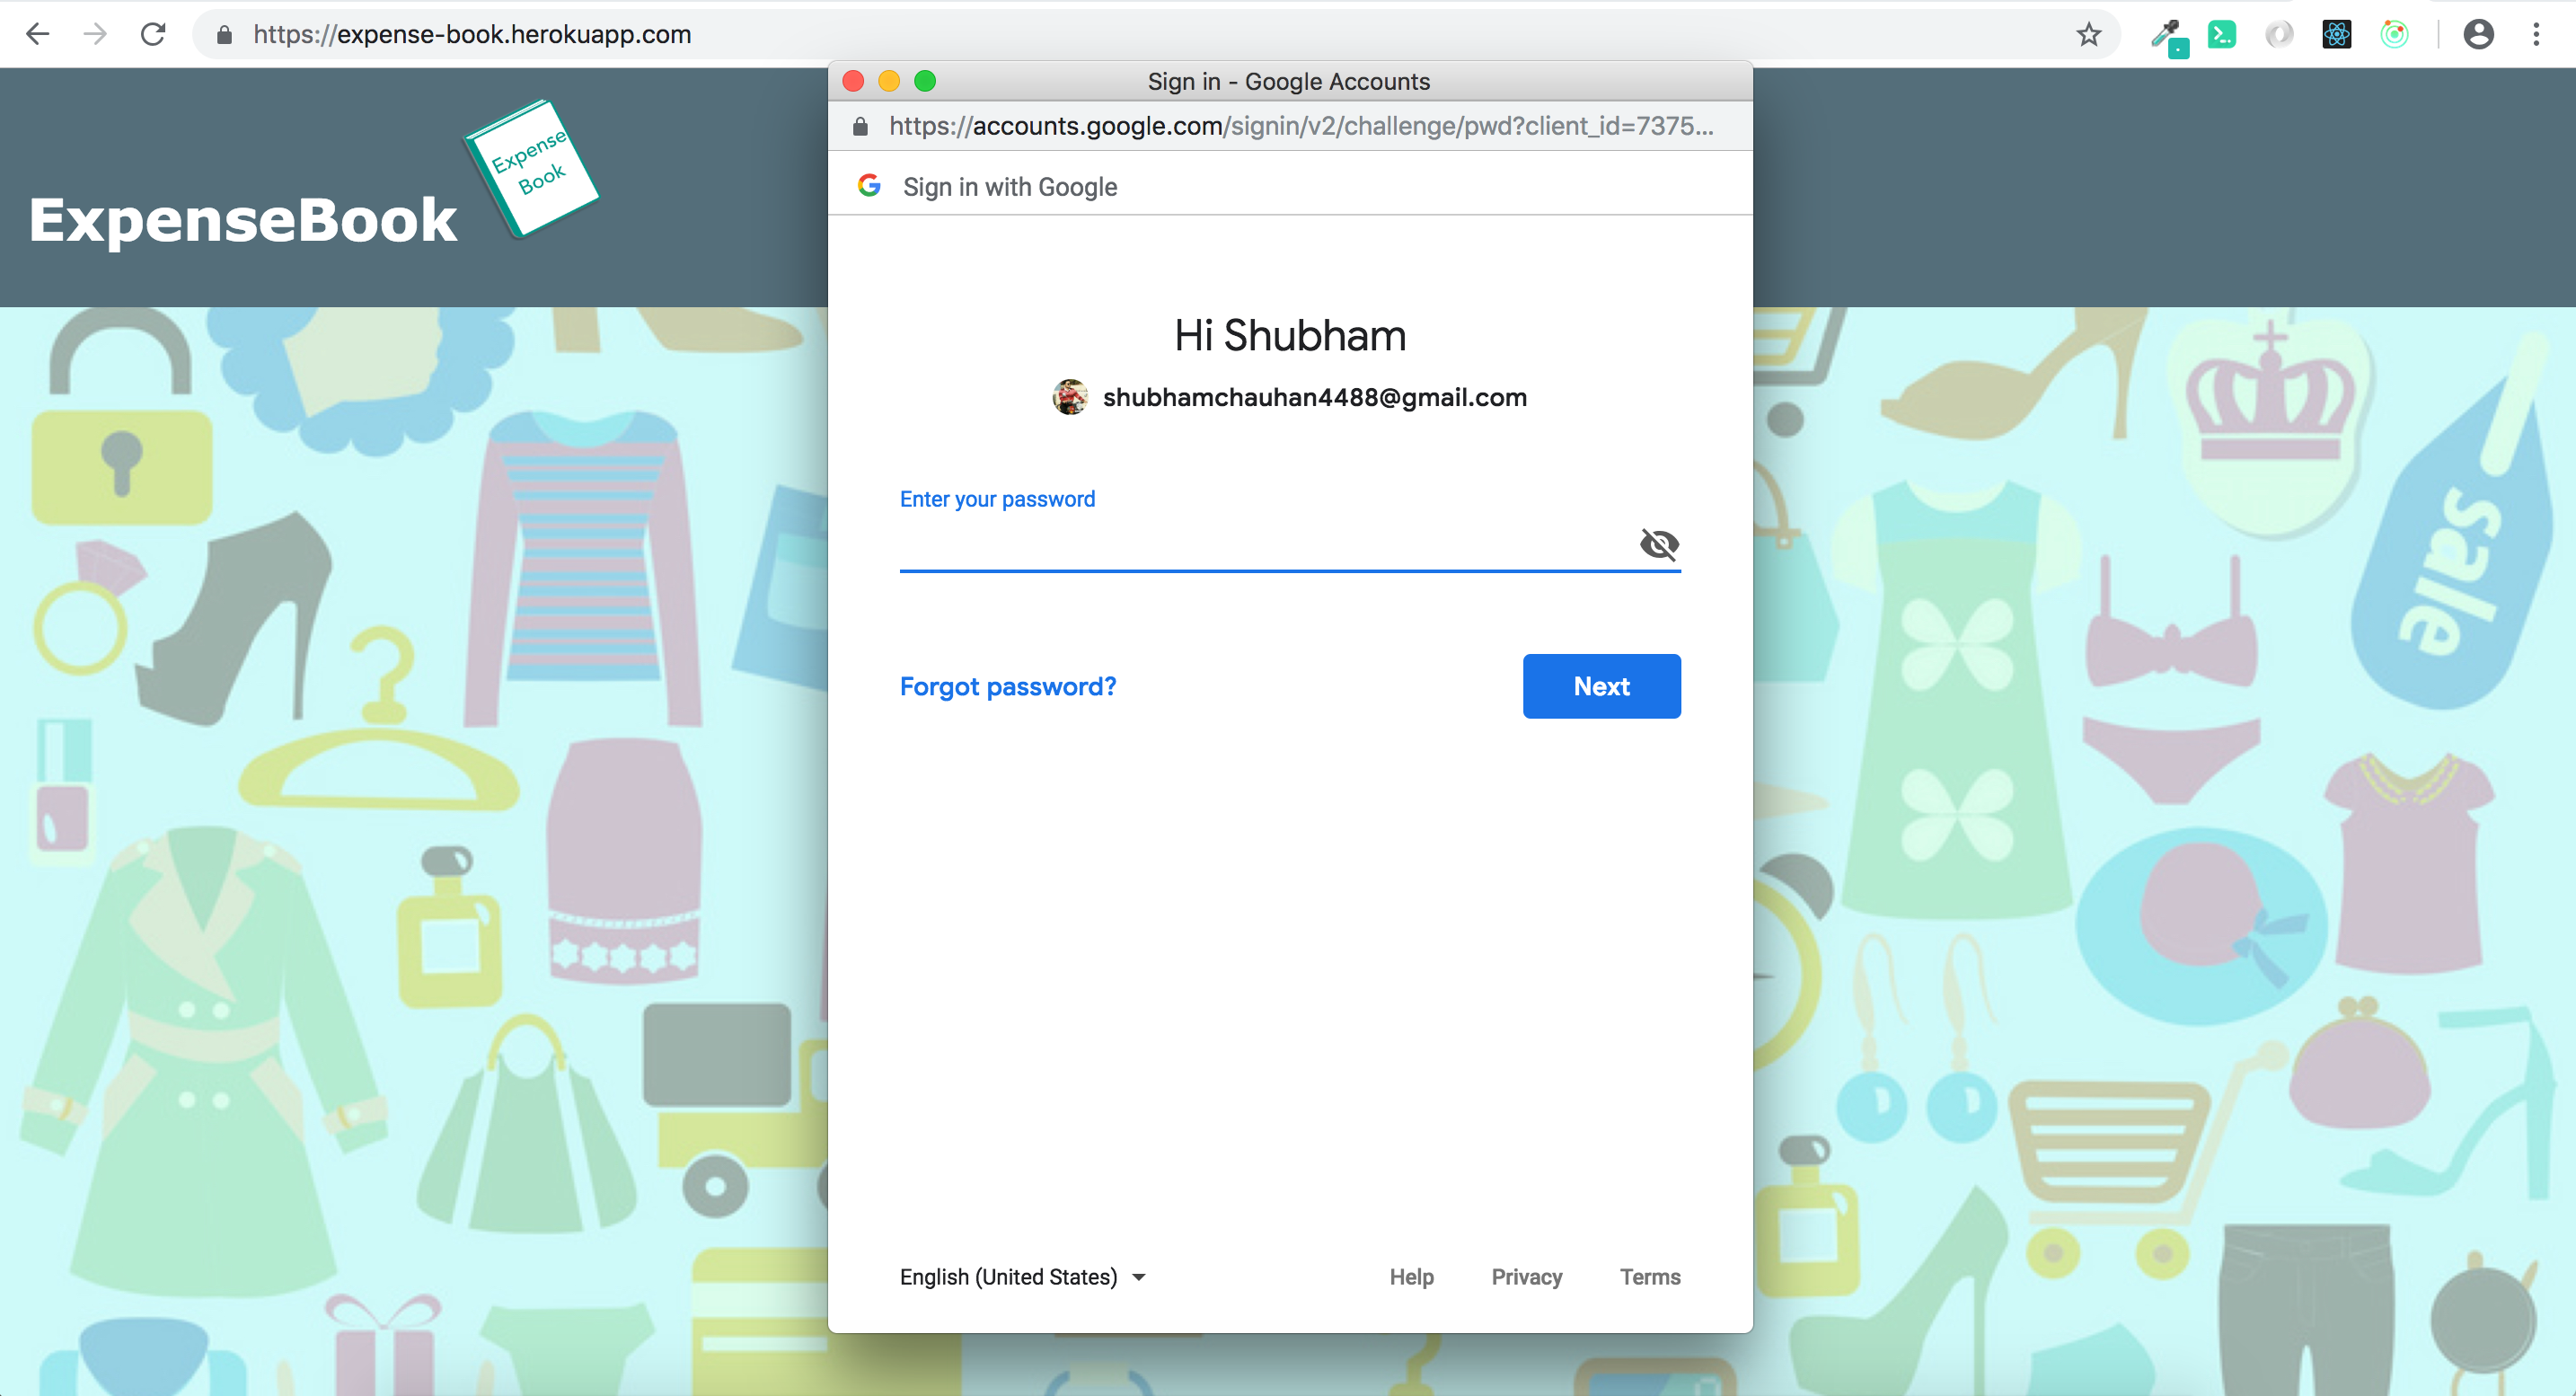 https://expense-book.herokuapp.com
Sign in - Google Accounts
https://accounts.google.com/signin/v2/challenge/pwd?client_id=7375...
Sign in with Google
Expense
Book
ExpenseBook
Hi Shubham
shubhamchauhan4488@gmail.com
Enter your password
Forgot password?
Next
sale
English (United States)
Help
Privacy
Terms